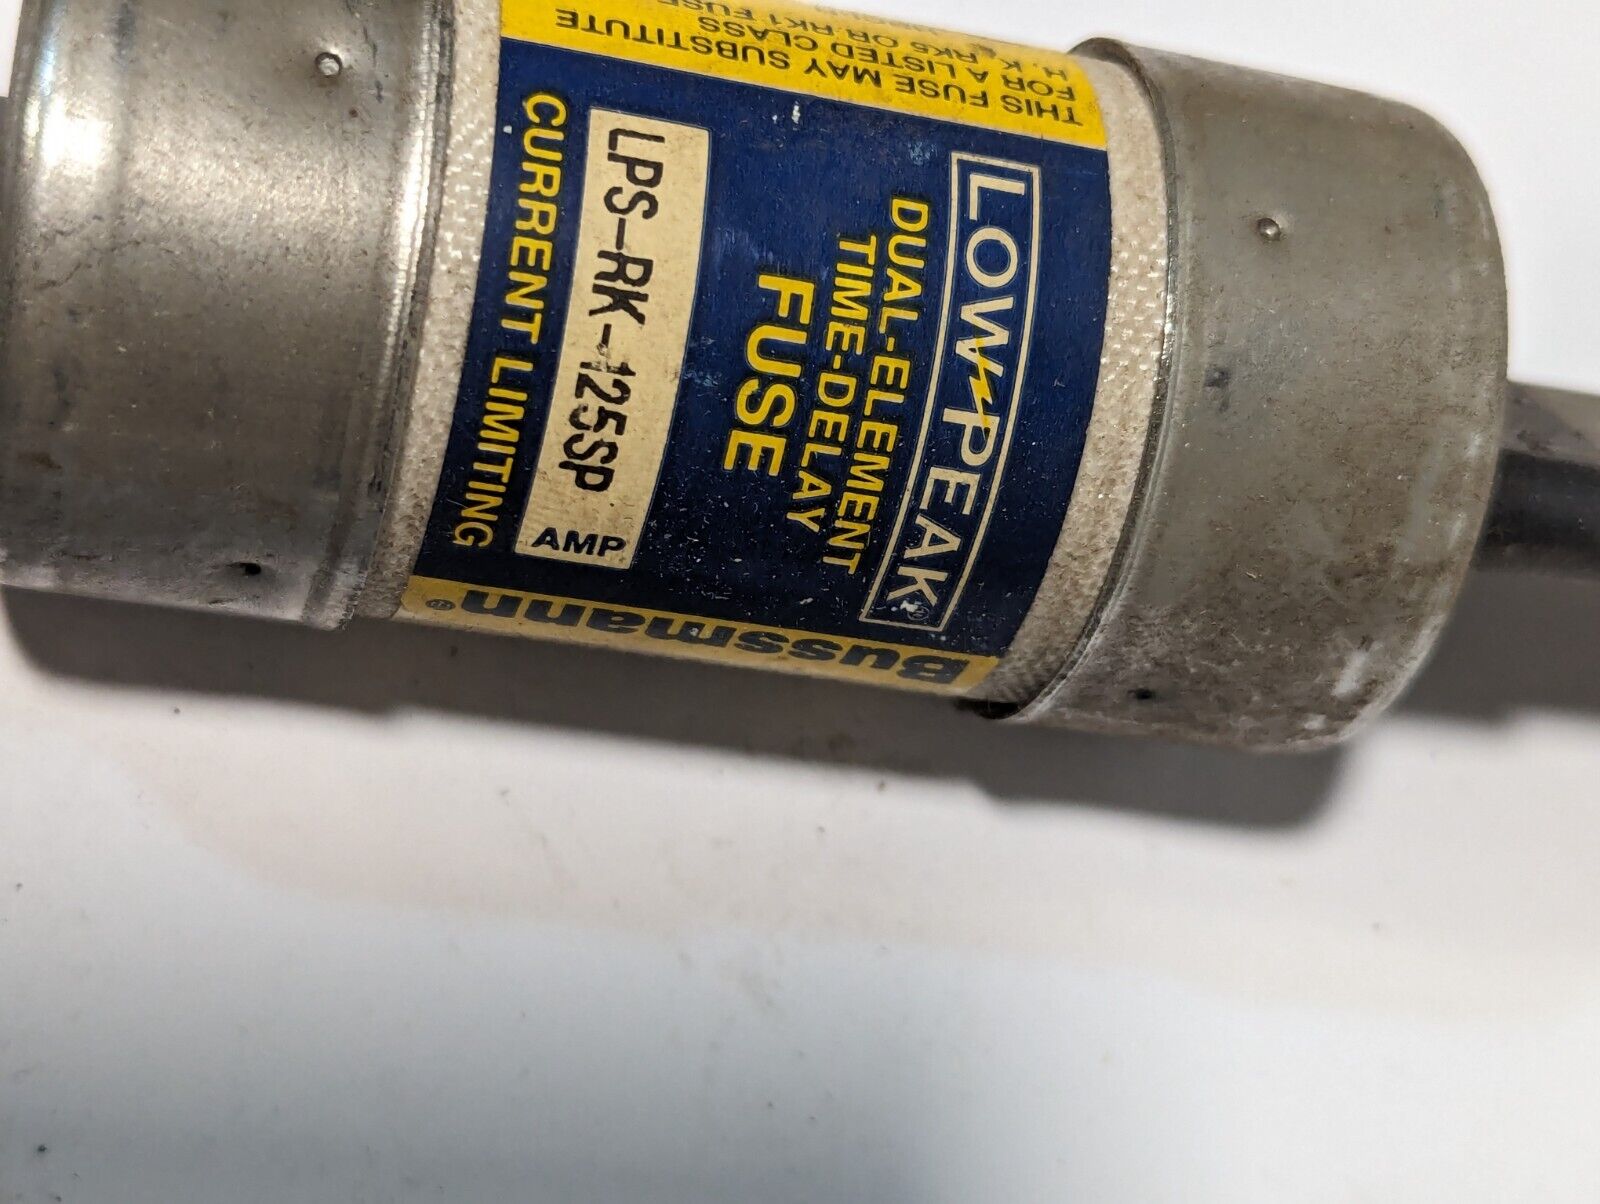 LOW-PEAK®
DUAL-ELEMENT
TIME-DELAY
FUSE
LPS-RK-125SP
AMP
CURRENT LIMITING
Bussmann®
THIS FUSE MAY SUBSTITUTE
FOR A LISTED CLASS
H, K, RK5 OR RK1 FUSE